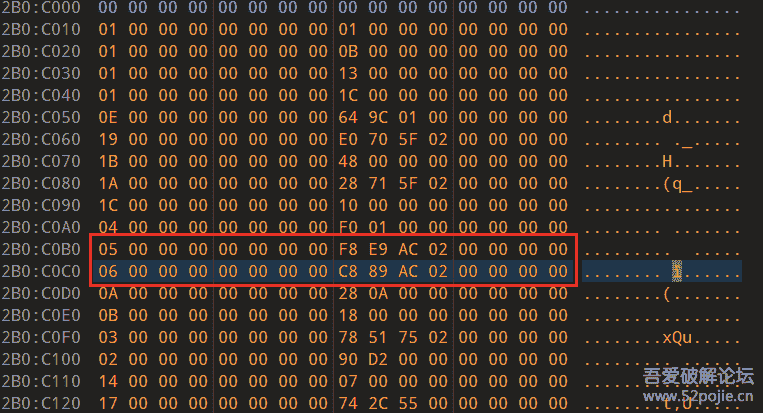 2B0:C000 00 00 00 00 00 00 00 00 00 00 00 00 00 00 00 00 ................
2B0:C010 01 00 00 00 00 00 00 00 01 00 00 00 00 00 00 00 ................
2B0:C020 01 00 00 00 00 00 00 00 0B 00 00 00 00 00 00 00 ................
2B0:C030 01 00 00 00 00 00 00 00 13 00 00 00 00 00 00 00 ................
2B0:C040 01 00 00 00 00 00 00 00 1C 00 00 00 00 00 00 00 ................
2B0:C050 0E 00 00 00 00 00 00 00 64 9C 01 00 00 00 00 00 ........d.......
2B0:C060 19 00 00 00 00 00 00 00 E0 70 5F 02 00 00 00 00 ........ ._.....
2B0:C070 1B 00 00 00 00 00 00 00 48 00 00 00 00 00 00 00 ........H.......
2B0:C080 1A 00 00 00 00 00 00 00 28 71 5F 02 00 00 00 00 ........(q_.....
2B0:C090 1C 00 00 00 00 00 00 00 10 00 00 00 00 00 00 00 ................
2B0:C0A0 04 00 00 00 00 00 00 00 F0 01 00 00 00 00 00 00 ........ .......
2B0:C0B0 05 00 00 00 00 00 00 00 F8 E9 AC 02 00 00 00 00 ........
2B0:C0C0 06 00 00 00 00 00 00 00 C8 89 AC 02 00 00 00 00 ........
2B0:C0D0 0A 00 00 00 00 00 00 00 28 0A 00 00 00 00 00 00 ........( .......
2B0:C0E0 0B 00 00 00 00 00 00 00 18 00 00 00 00 00 00 00 ................
2B0:C0F0 03 00 00 00 00 00 00 00 78 51 75 02 00 00 00 00 ........xQu.....
2B0:C100 02 00 00 00 00 00 00 00 90 D2 00 00 00 00 00 00
2B0:C110 14 00 00 00 00 00 00 00 07 00 00 00 00 00 00 00
2B0:C120 17 00 00 00 00 00 00 00 74 2C 55 00 00 00 00 00 ........t,U.
吾爱破解论坛
www.52pojie.cn